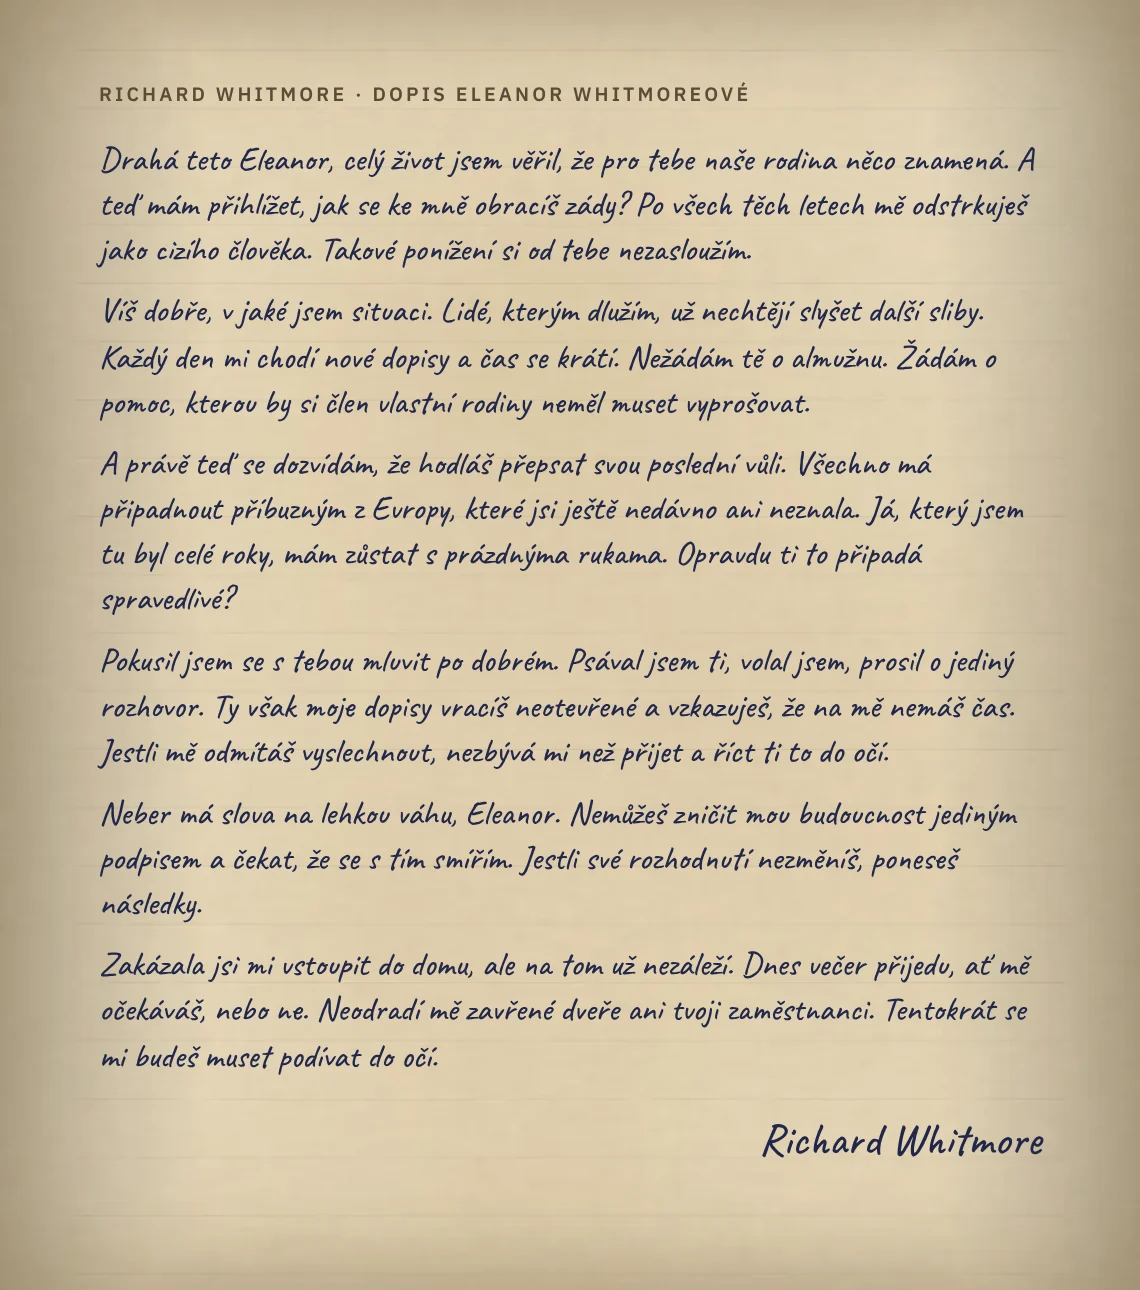 RICHARD WHITMORE · DOPIS ELEANOR WHITMOREOVÉ
Drahá teto Eleanor, celý život jsem věřil, že pro tebe naše rodina něco znamená. A
teď mám přihlížet, jak se ke mně obracíš zády? Po všech těch letech mě odstrkuješ
jako cizího člověka. Takové ponížení si od tebe nezasloužím.
Víš dobře, v jaké jsem situaci. Lidé, kterým dlužím, už nechtějí slyšet další sliby.
Každý den mi chodí nové dopisy a čas se krátí. Nežádám tě o almužnu. Žádám o
pomoc, kterou by si člen vlastní rodiny neměl muset vyprošovat.
A právě teď se dozvídám, že hodláš přepsat svou poslední vůli. Všechno má
připadnout příbuzným z Evropy, které jsi ještě nedávno ani neznala. Já, který jsem
tu byl celé roky, mám zůstat s prázdnýma rukama. Opravdu ti to připadá
spravedlivé?
Pokusil jsem se s tebou mluvit po dobrém. Psával jsem ti, volal jsem, prosil o jediný
rozhovor. Ty však moje dopisy vracíš neotevřené a vzkazuješ, že na mě nemáš čas.
Jestli mě odmítáš vyslechnout, nezbývá mi než přijet a říct ti to do očí.
Neber má slova na lehkou váhu, Eleanor. Nemůžeš zničit mou budoucnost jediným
podpisem a čekat, že se s tím smířím. Jestli své rozhodnutí nezměníš, poneseš
následky.
Zakázala jsi mi vstoupit do domu, ale na tom už nezáleží. Dnes večer přijedu, ať mě
očekáváš, nebo ne. Neodradí mě zavřené dveře ani tvoji zaměstnanci. Tentokrát se
mi budeš muset podívat do očí.
Richard Whitmore